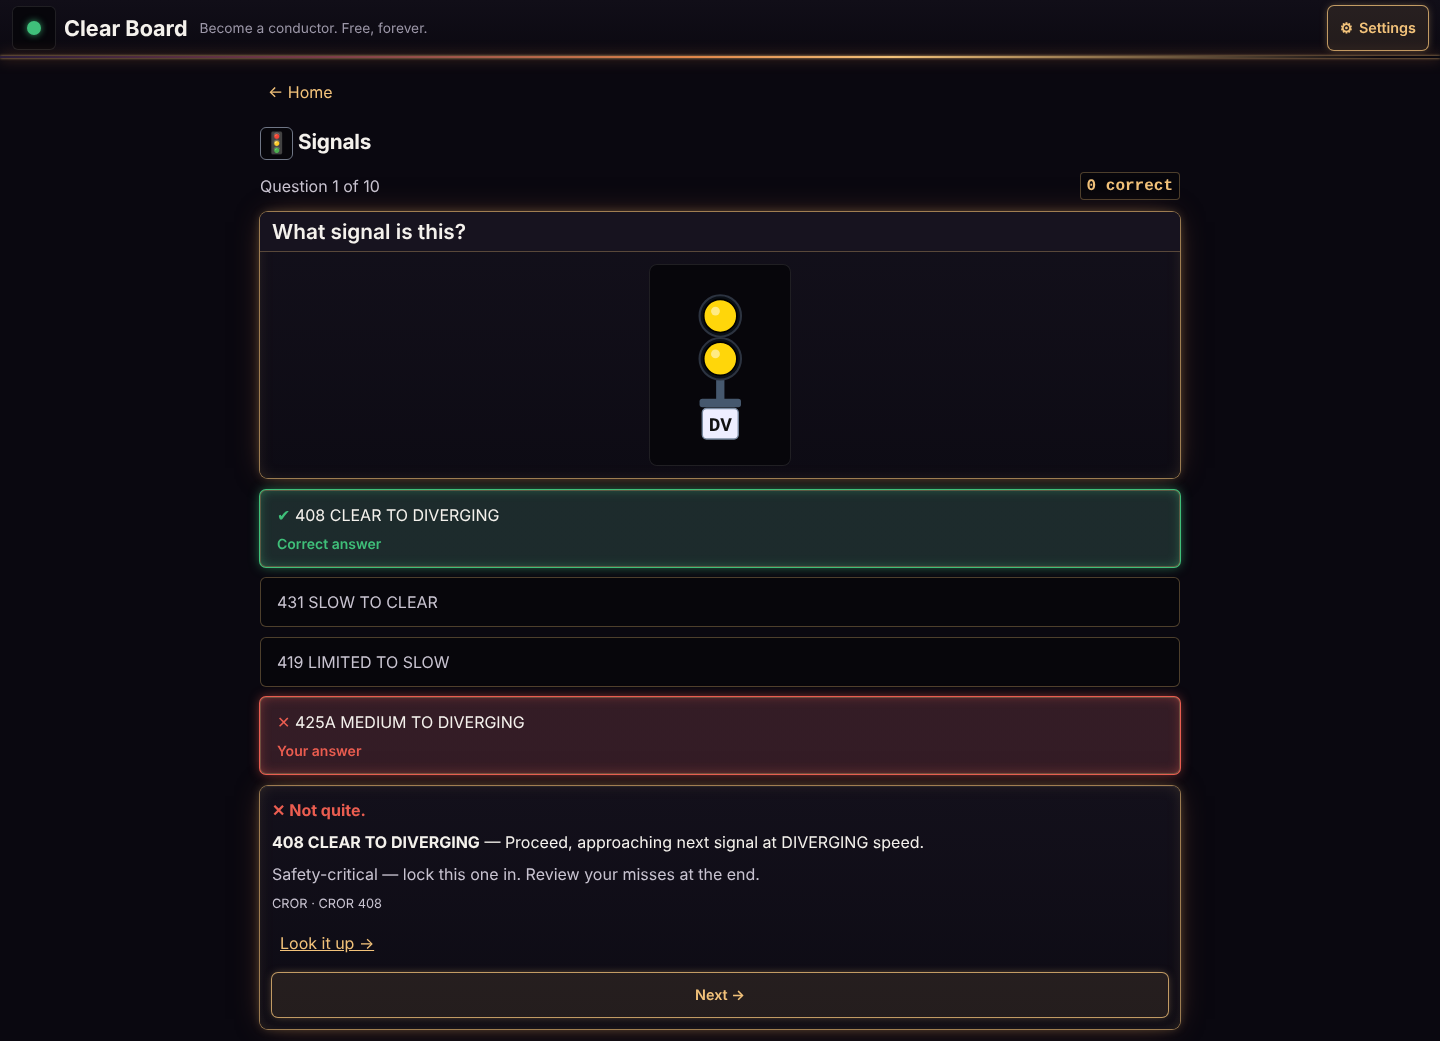 Clear Board
Become a conductor. Free, forever.
⚙ Settings
← Home
Signals
Question 1 of 10
0 correct
What signal is this?
DV
✔ 408 CLEAR TO DIVERGING
Correct answer
431 SLOW TO CLEAR
419 LIMITED TO SLOW
✕ 425A MEDIUM TO DIVERGING
Your answer
✕ Not quite.
408 CLEAR TO DIVERGING — Proceed, approaching next signal at DIVERGING speed.
Safety-critical — lock this one in. Review your misses at the end.
CROR · CROR 408
Look it up →
Next →